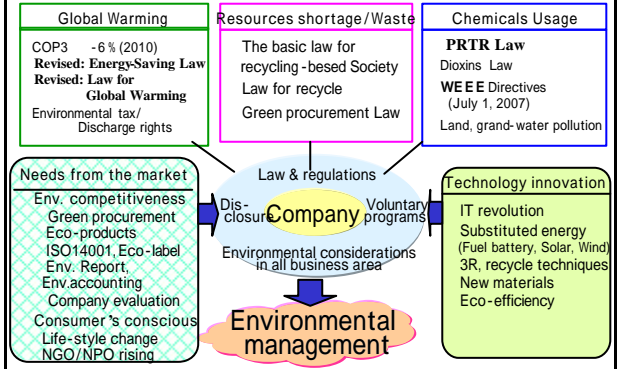 Global Warming
COP3 -6% (2010)
Revised: Energy-Saving Law
Revised: Law for
Global Warming
Environmental tax/
Discharge rights
Resources shortage/Waste
The basic law for
recycling-besed Society
Law for recycle
Green procurement Law
Chemicals Usage
PRTR Law
Dioxins Law
WEEE Directives
(July 1, 2007)
Land, grand-water pollution
Needs from the market
Env. competitiveness
Green procurement
Eco-products
ISO14001, Eco-label
Env. Report,
Env.accounting
Company evaluation
Consumer's conscious
Life-style change
NGO/NPO rising
Law & regulations
Dis-
closure
Company
Voluntary
programs
Environmental considerations
in all business area
Environmental
management
Technology innovation
IT revolution
Substituted energy
(Fuel battery, Solar, Wind)
3R, recycle techniques
New materials
Eco-efficiency